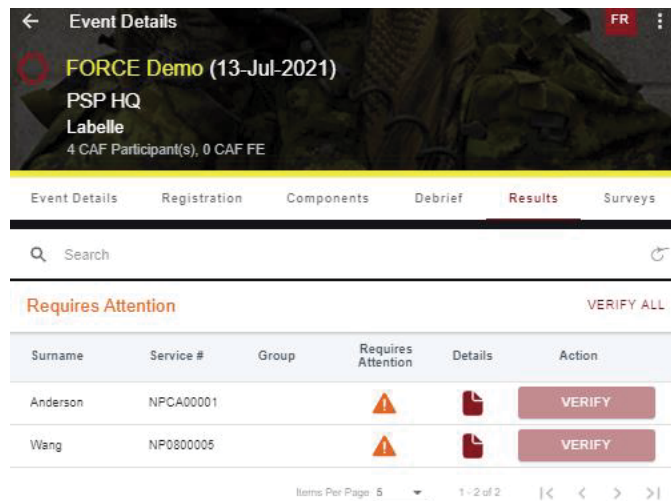 Event Details FR
FORCE Demo (13-Jul-2021)
PSP HQ
Labelle
4 CAF Participant(s), 0 CAF FE
Event Details Registration Components Debrief Results Surveys
Search
Requires Attention VERIFY ALL
Surname Service # Group Requires Attention Details Action
Anderson NPCA00001 VERIFY
Wang NP0800005 VERIFY
Items Per Page 5 1 - 2 of 2